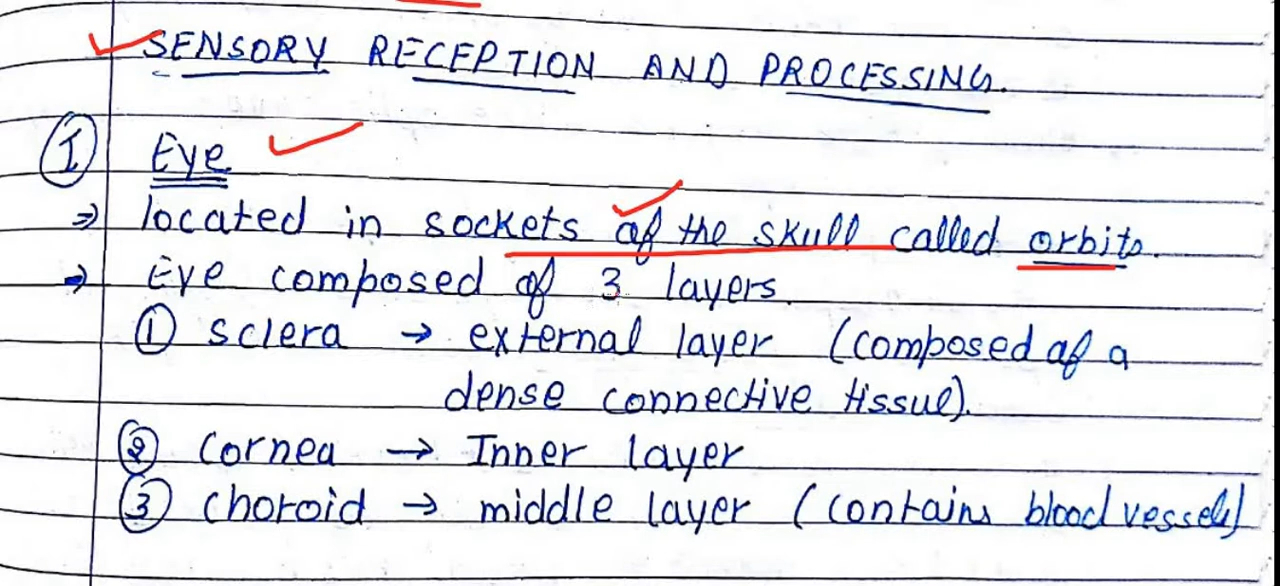 SENSORY RECEPTION AND PROCESSING.
① Eye
⇒ located in sockets of the skull called orbits.
⇒ Eye composed of 3 layers.
① sclera → external layer (composed of a
dense connective tissue).
② cornea → Inner layer
③ choroid → middle layer (contains blood vessels)